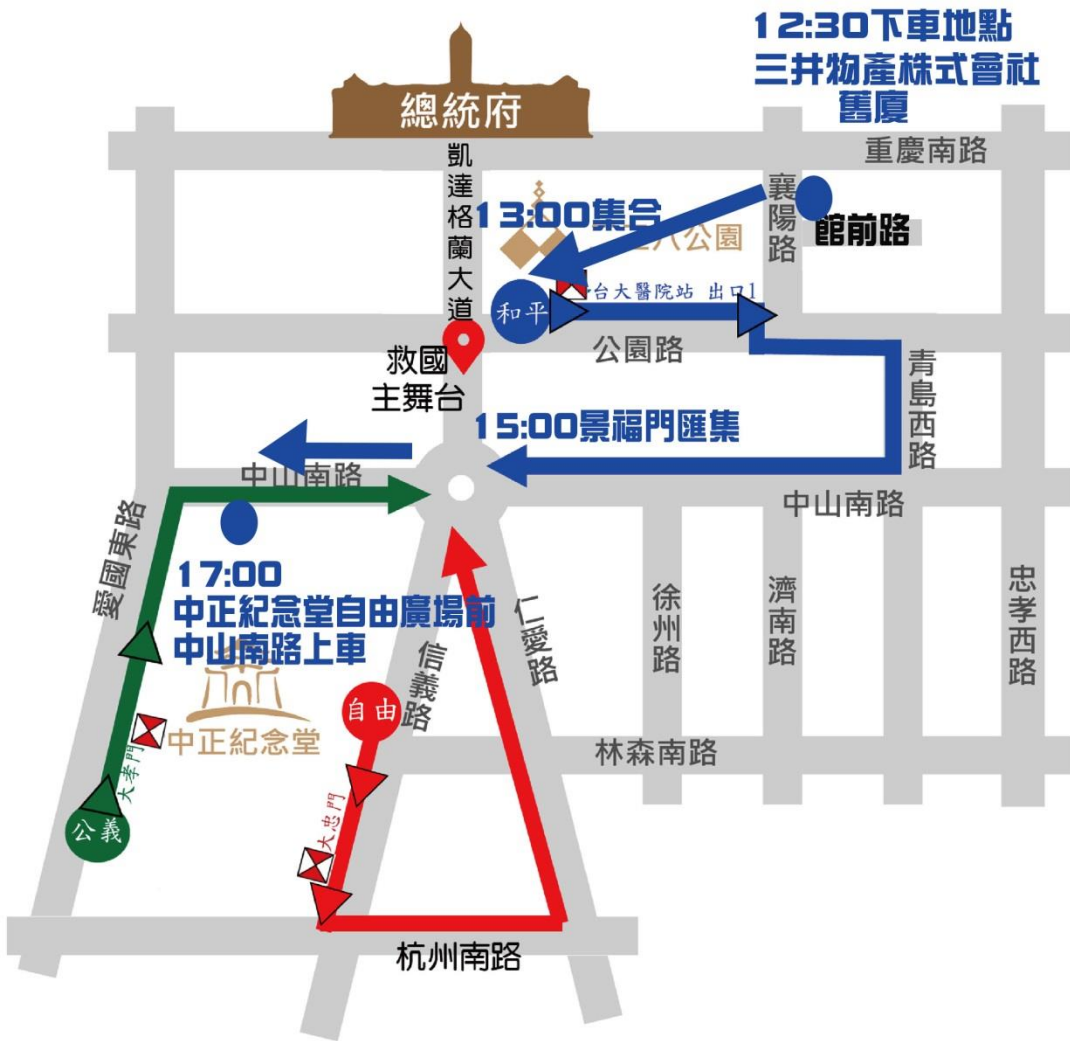 12:30下車地點
三井物產株式會社
舊廈
總統府
重慶南路
凱達格蘭大道
襄陽路
館前路
13:00集合
二八公園
和平
台大醫院站 出口1
公園路
救國
主舞台
青島西路
15:00景福門匯集
中山南路
中山南路
愛國東路
17:00
中正紀念堂自由廣場前
中山南路上車
仁愛路
信義路
徐州路
濟南路
忠孝西路
自由
中正紀念堂
林森南路
大孝門
公義
大忠門
杭州南路